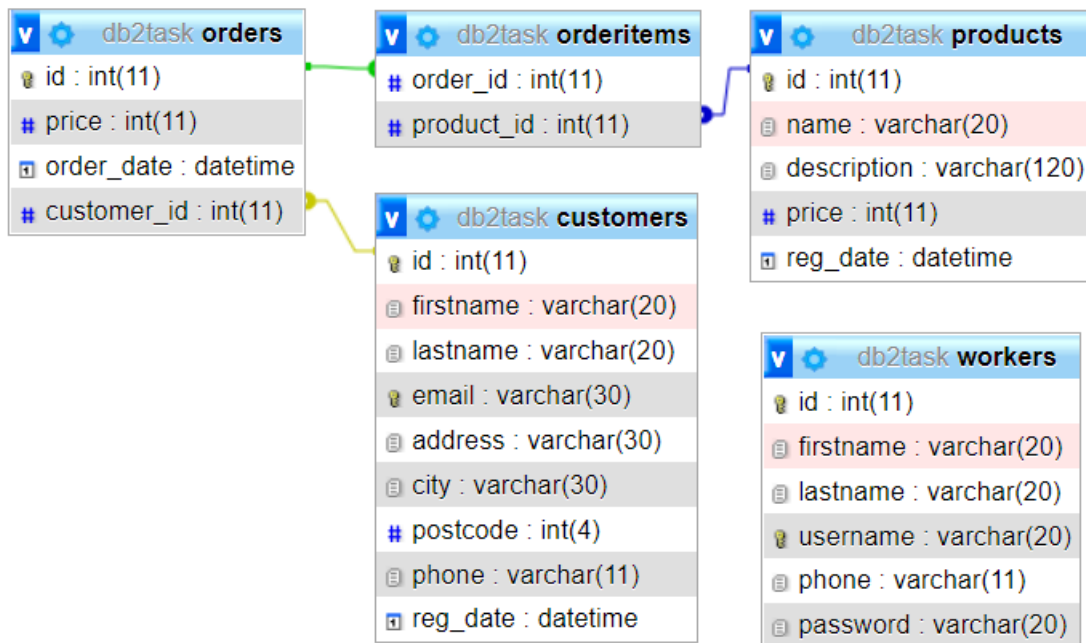 v db2task orders
id : int(11)
# price : int(11)
order_date : datetime
# customer_id : int(11)
v db2task orderitems
# order_id : int(11)
# product_id : int(11)
v db2task products
id : int(11)
name : varchar(20)
description : varchar(120)
# price : int(11)
reg_date : datetime
v db2task customers
id : int(11)
firstname : varchar(20)
lastname : varchar(20)
email : varchar(30)
address : varchar(30)
city : varchar(30)
# postcode : int(4)
phone : varchar(11)
reg_date : datetime
v db2task workers
id : int(11)
firstname : varchar(20)
lastname : varchar(20)
username : varchar(20)
phone : varchar(11)
password : varchar(20)